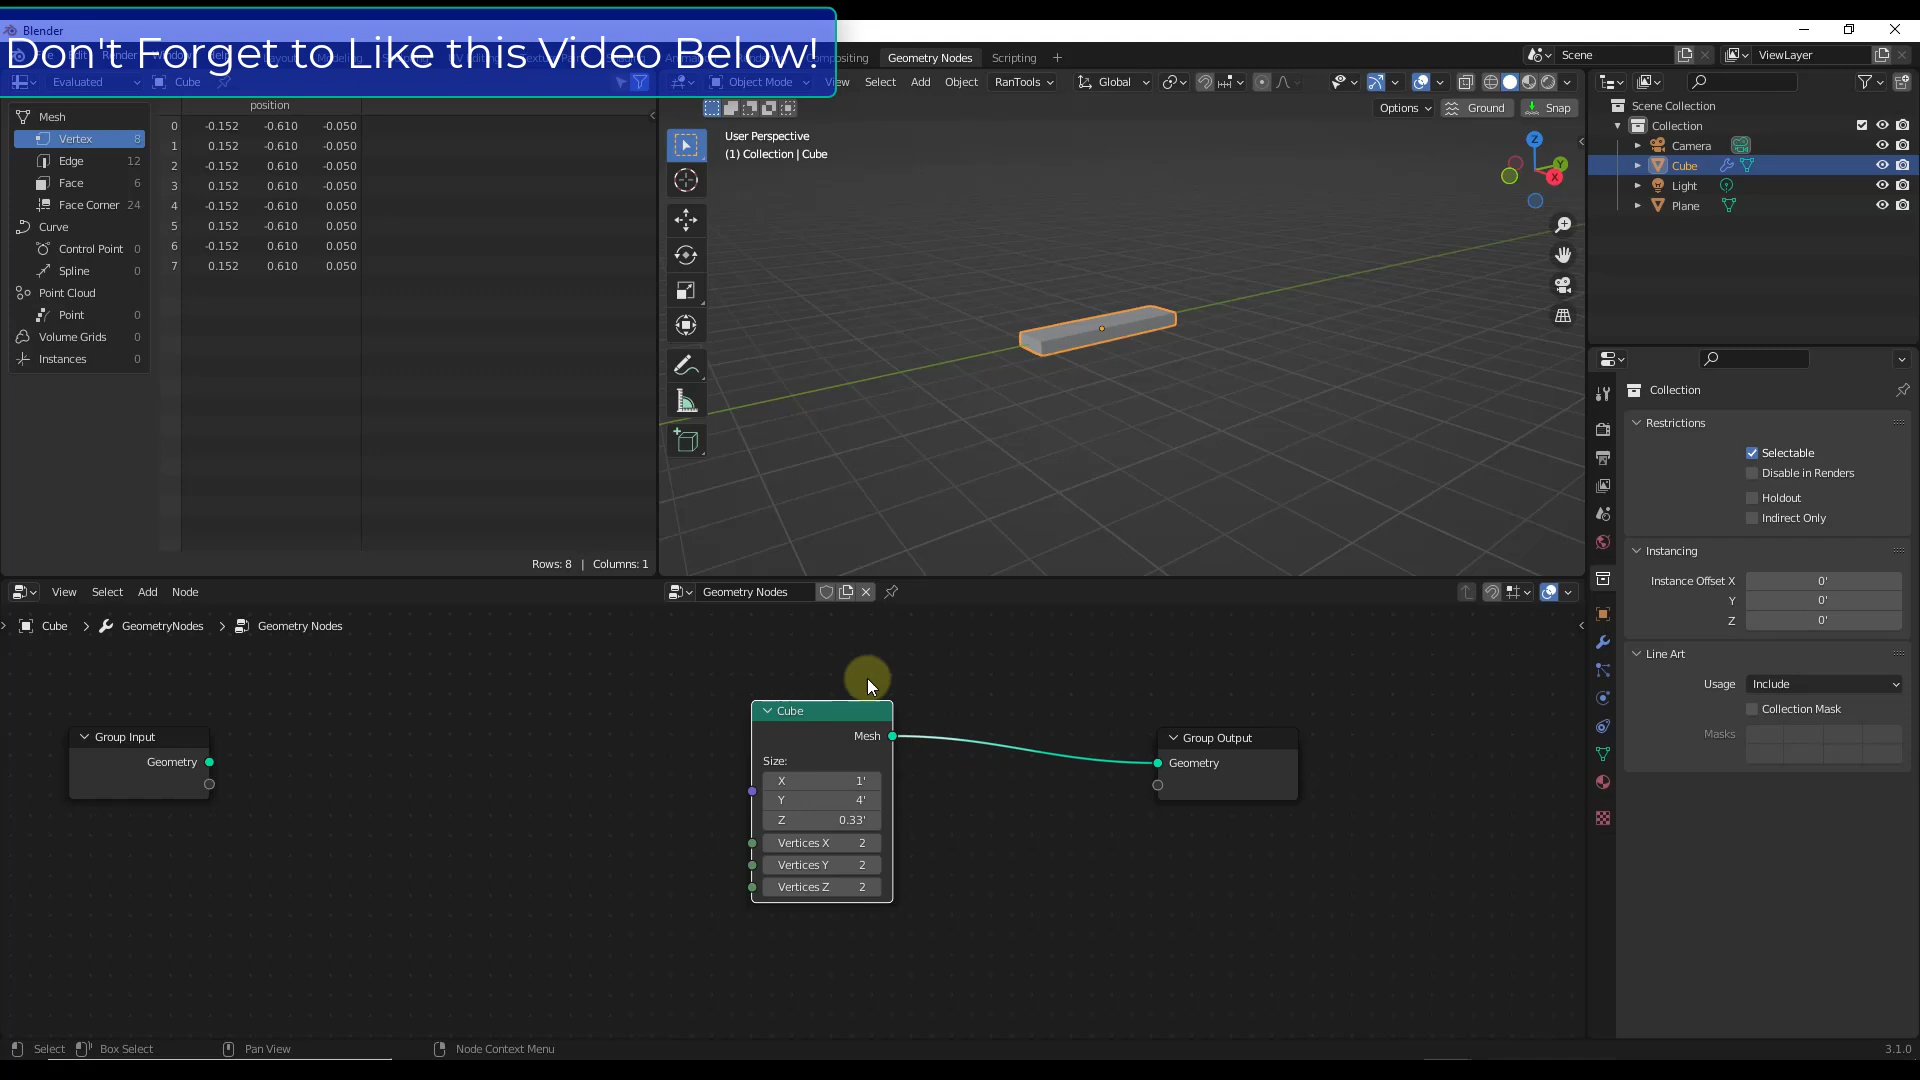 Blender
Don't Forget to Like this Video Below!
Geometry Nodes
Scripting
Scene
ViewLayer
Evaluated
Cube
Object Mode
View
Select
Add
Object
RanTools
Global
position
Options
Ground
Snap
Scene Collection
Collection
Camera
Cube
Light
Plane
Mesh
Vertex 8
Edge 12
Face 6
Face Corner 24
Curve
Control Point 0
Spline 0
Point Cloud
Point 0
Volume Grids 0
Instances 0
0 -0.152 -0.610 -0.050
1 0.152 -0.610 -0.050
2 -0.152 0.610 -0.050
3 0.152 0.610 -0.050
4 -0.152 -0.610 0.050
5 0.152 -0.610 0.050
6 -0.152 0.610 0.050
7 0.152 0.610 0.050
Rows: 8 | Columns: 1
User Perspective
(1) Collection | Cube
Z
Y
X
Collection
Restrictions
Selectable
Disable in Renders
Holdout
Indirect Only
Instancing
Instance Offset X 0'
Y 0'
Z 0'
Line Art
Usage Include
Collection Mask
Masks
View
Select
Add
Node
Geometry Nodes
Cube
GeometryNodes
Geometry Nodes
Group Input
Geometry
Cube
Mesh
Size:
X 1'
Y 4'
Z 0.33'
Vertices X 2
Vertices Y 2
Vertices Z 2
Group Output
Geometry
Select
Box Select
Pan View
Node Context Menu
3.1.0